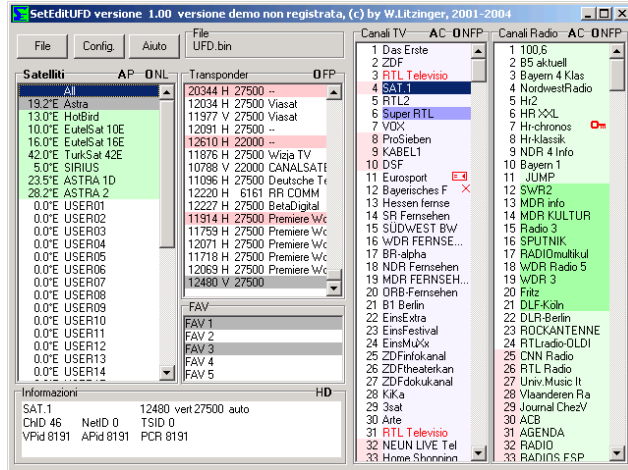 SetEditUFD versione 1.00 versione demo non registrata, (c) by W.Litzinger, 2001-2004
File
Config.
Aiuto
File
UFD.bin
Satelliti AP-ONL
All
19.2°E Astra
13.0°E HotBird
10.0°E EutelSat 10E
16.0°E EutelSat 16E
42.0°E TurkSat 42E
5.0°E SIRIUS
23.5°E ASTRA 1D
28.2°E ASTRA 2
0.0°E USER01
0.0°E USER02
0.0°E USER03
0.0°E USER04
0.0°E USER05
0.0°E USER06
0.0°E USER07
0.0°E USER08
0.0°E USER09
0.0°E USER10
0.0°E USER11
0.0°E USER12
0.0°E USER13
0.0°E USER14
Transponder OFP
20344 H 27500 --
12034 H 27500 Viasat
11977 V 27500 Viasat
12091 H 27500 --
12610 H 22000 --
11876 H 27500 Wizja TV
10788 V 22000 CANALSATE
11096 H 27500 Deutsche Te
12220 H 6161 RR COMM
12227 H 27500 BetaDigital
11914 H 27500 Premiere Wo
11759 H 27500 Premiere Wo
12071 H 27500 Premiere Wo
11718 H 27500 Premiere Wo
12069 H 27500 Premiere Wo
12480 V 27500
FAV
FAV 1
FAV 2
FAV 3
FAV 4
FAV 5
Informazioni HD
SAT.1 12480 vert 27500 auto
ChID 46 NetID 0 TSID 0
VPid 8191 APid 8191 PCR 8191
Canali TV AC ONFP
1 Das Erste
2 ZDF
3 RTL Televisio
4 SAT.1
5 RTL2
6 Super RTL
7 VOX
8 ProSieben
9 KABEL1
10 DSF
11 Eurosport
12 Bayerisches F
13 Hessen fernse
14 SR Fernsehen
15 SÜDWEST BW
16 WDR FERNSE...
17 BR-alpha
18 NDR Fernsehen
19 MDR FERNSEH...
20 ORB-Fernsehen
21 B1 Berlin
22 EinsExtra
23 EinsFestival
24 EinsMuXx
25 ZDFinfokanal
26 ZDFtheaterkan
27 ZDFdokukanal
28 KiKa
29 3sat
30 Arte
31 RTL Televisio
32 NEUN LIVE Tel
33 Home Shopping
Canali Radio AC ONFP
1 100,6
2 B5 aktuell
3 Bayern 4 Klas
4 NordwestRadio
5 Hr2
6 HR XXL
7 Hr-chronos
8 Hr-klassik
9 NDR 4 Info
10 Bayern 1
11 JUMP
12 SWR2
13 MDR info
14 MDR KULTUR
15 Radio 3
16 SPUTNIK
17 RADIOmultikul
18 WDR Radio 5
19 WDR 3
20 Fritz
21 DLF-Köln
22 DLR-Berlin
23 ROCKANTENNE
24 RTLradio-OLDI
25 CNN Radio
26 RTL Radio
27 Univ.Music It
28 Vlaanderen Ra
29 Journal ChezV
30 ACB
31 AGENDA
32 RADIO
33 RADIOS ESP